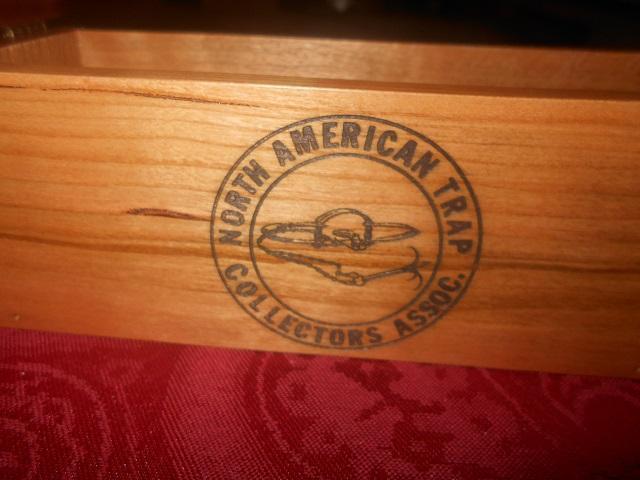 NORTH AMERICAN TRAP
COLLECTORS ASSOC.